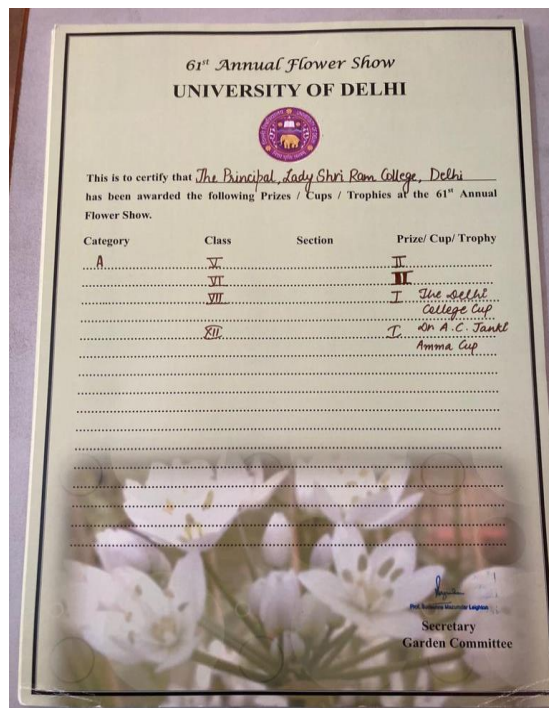 61st Annual Flower Show
UNIVERSITY OF DELHI
This is to certify that The Principal, Lady Shri Ram College, Delhi
has been awarded the following Prizes / Cups / Trophies at the 61st Annual
Flower Show.
Category Class Section Prize/ Cup/ Trophy
A V II
VI II
VII I The Delhi
College Cup
XII I Dr A.C. Janki
Amma Cup
Secretary
Garden Committee